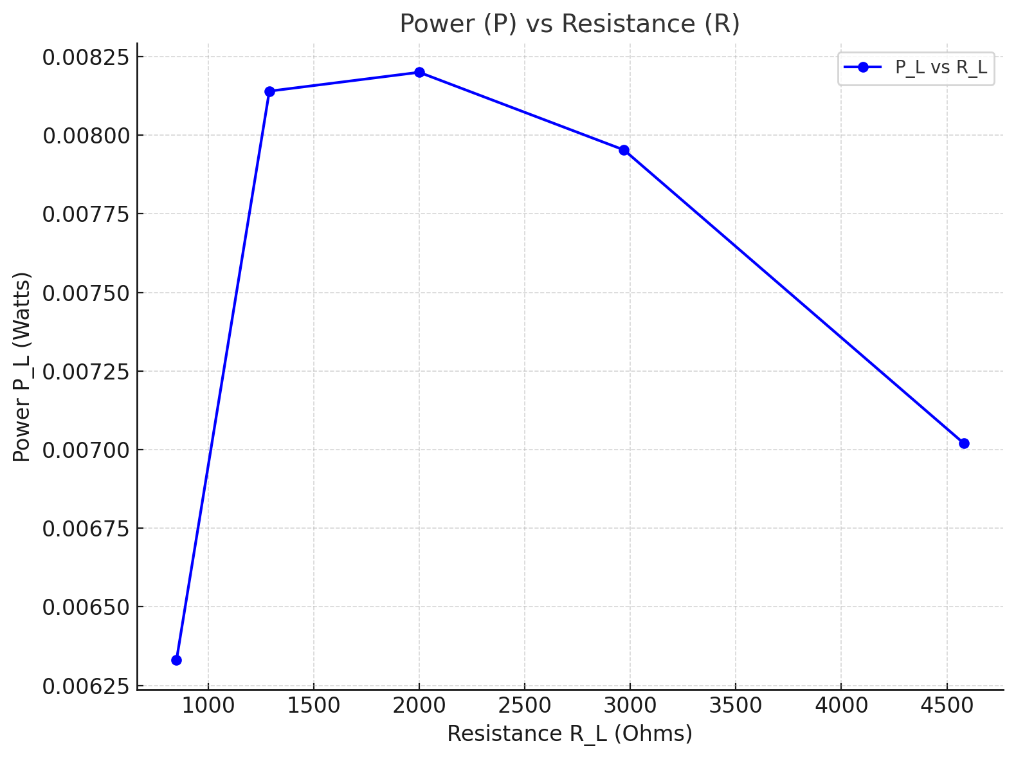 Power (P) vs Resistance (R)
P_L vs R_L
Power P_L (Watts)
0.00825
0.00800
0.00775
0.00750
0.00725
0.00700
0.00675
0.00650
0.00625
1000 1500 2000 2500 3000 3500 4000 4500
Resistance R_L (Ohms)